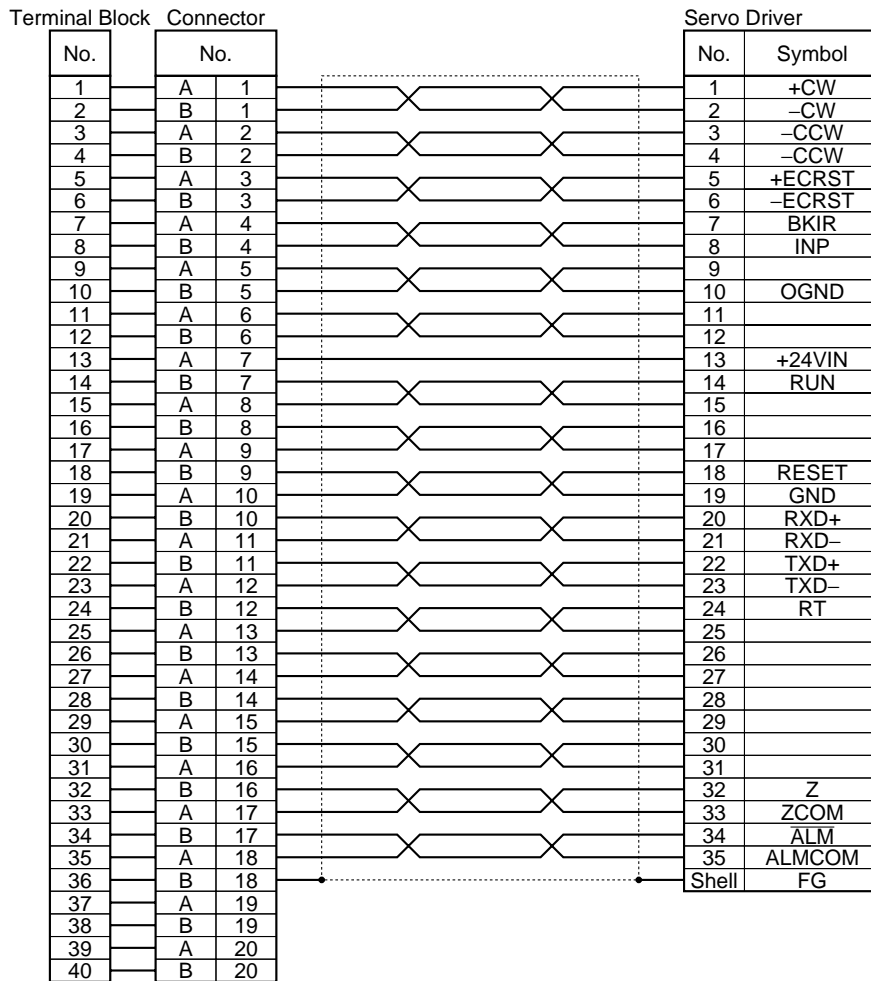 Terminal Block Connector Servo Driver
No. No. No. Symbol
1 A 1 1 +CW
2 B 1 2 −CW
3 A 2 3 −CCW
4 B 2 4 −CCW
5 A 3 5 +ECRST
6 B 3 6 −ECRST
7 A 4 7 BKIR
8 B 4 8 INP
9 A 5 9
10 B 5 10 OGND
11 A 6 11
12 B 6 12
13 A 7 13 +24VIN
14 B 7 14 RUN
15 A 8 15
16 B 8 16
17 A 9 17
18 B 9 18 RESET
19 A 10 19 GND
20 B 10 20 RXD+
21 A 11 21 RXD−
22 B 11 22 TXD+
23 A 12 23 TXD−
24 B 12 24 RT
25 A 13 25
26 B 13 26
27 A 14 27
28 B 14 28
29 A 15 29
30 B 15 30
31 A 16 31
32 B 16 32 Z
33 A 17 33 ZCOM
34 B 17 34 A̅L̅M̅
35 A 18 35 ALMCOM
36 B 18 Shell FG
37 A 19
38 B 19
39 A 20
40 B 20